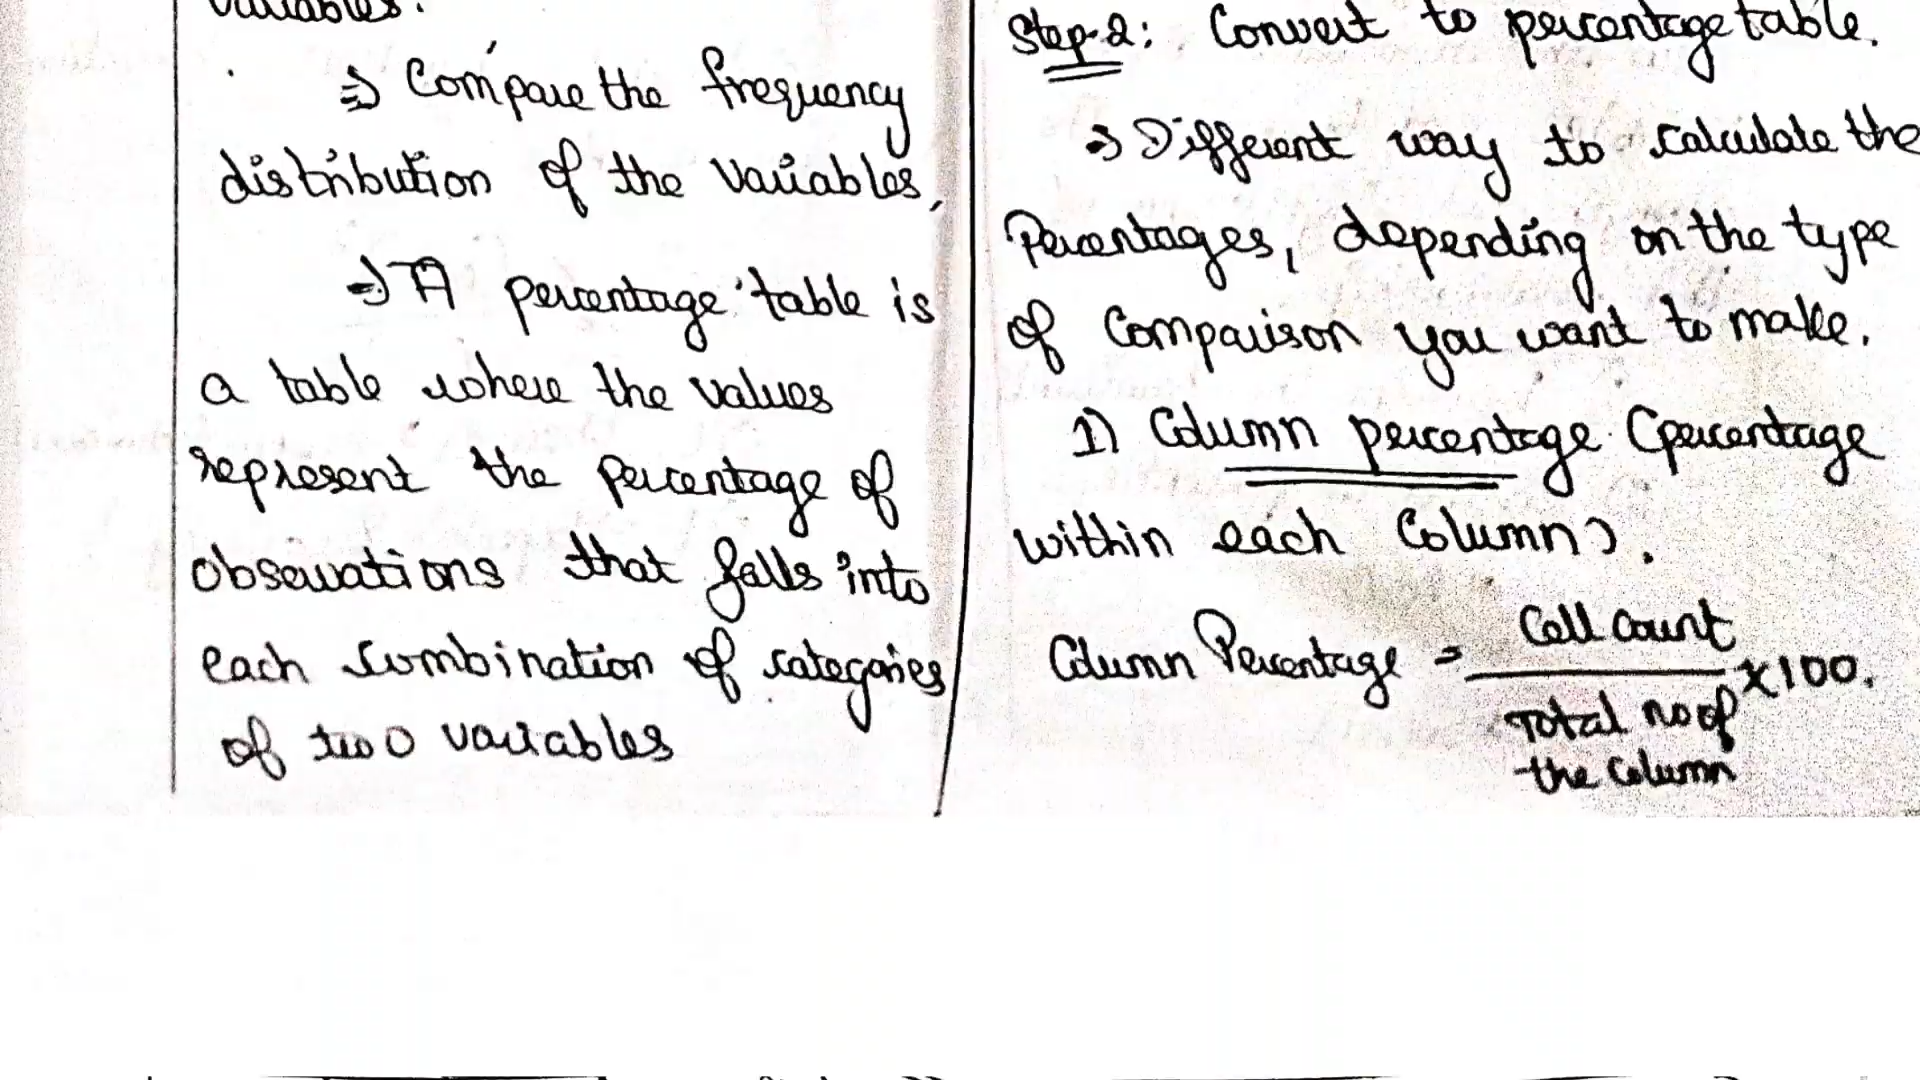 variables.
⇒ Compare the frequency
distribution of the variables,
⇒ A percentage table is
a table where the values
represent the percentage of
observations that falls into
each combination of categories
of two variables
Step-2: Convert to percentage table.
⇒ Different way to calculate the
Percentages, depending on the type
of Comparison you want to make.
1) Column percentage (percentage
within each Column).
Column Percentage = Cell count
× 100.
Total no of
the Column